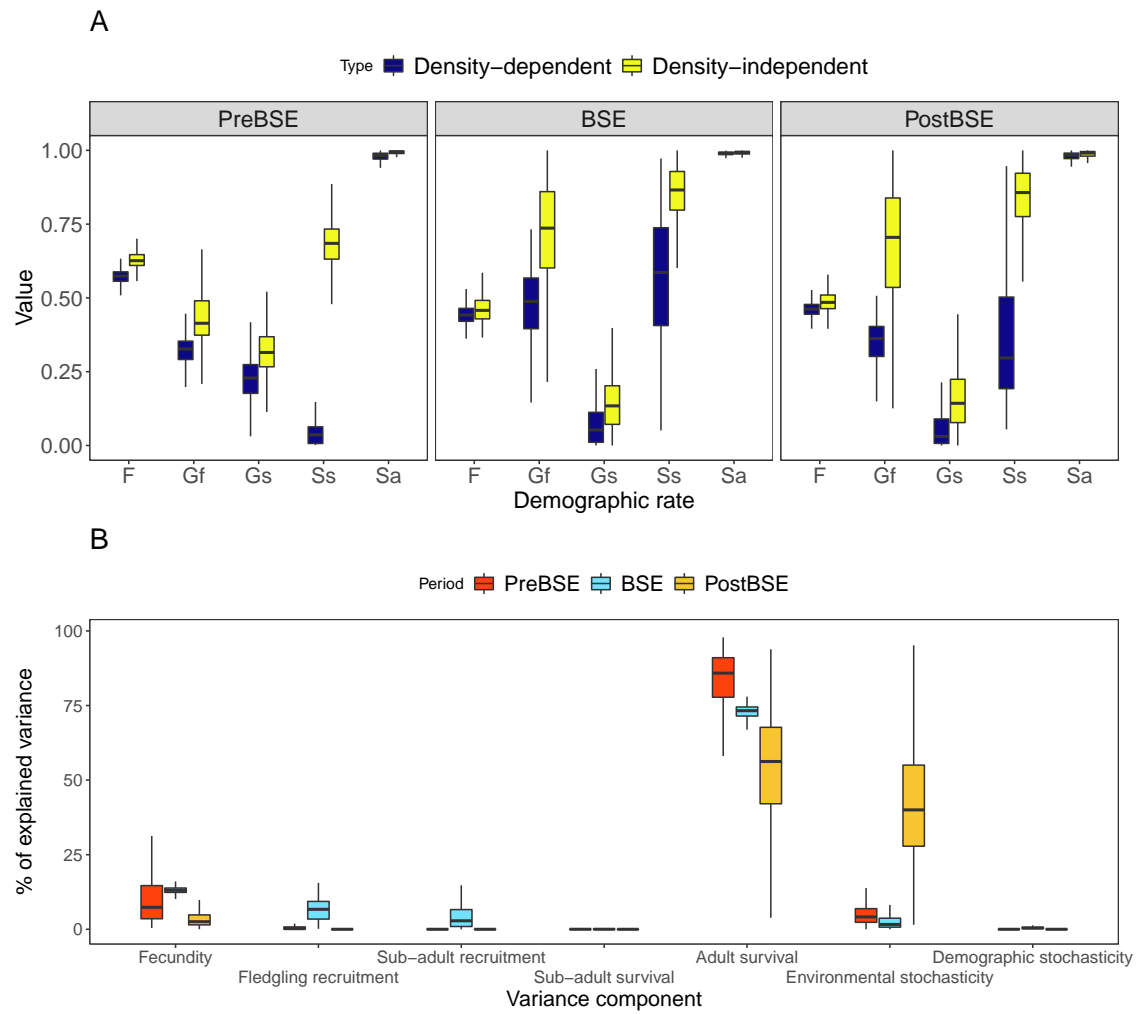 A
Type Density−dependent Density−independent
PreBSE BSE PostBSE
1.00
0.75
0.50
0.25
0.00
Value
F Gf Gs Ss Sa F Gf Gs Ss Sa F Gf Gs Ss Sa
Demographic rate
B
Period PreBSE BSE PostBSE
100
75
50
25
0
% of explained variance
Fecundity Sub−adult recruitment Adult survival Demographic stochasticity
Fledgling recruitment Sub−adult survival Environmental stochasticity
Variance component